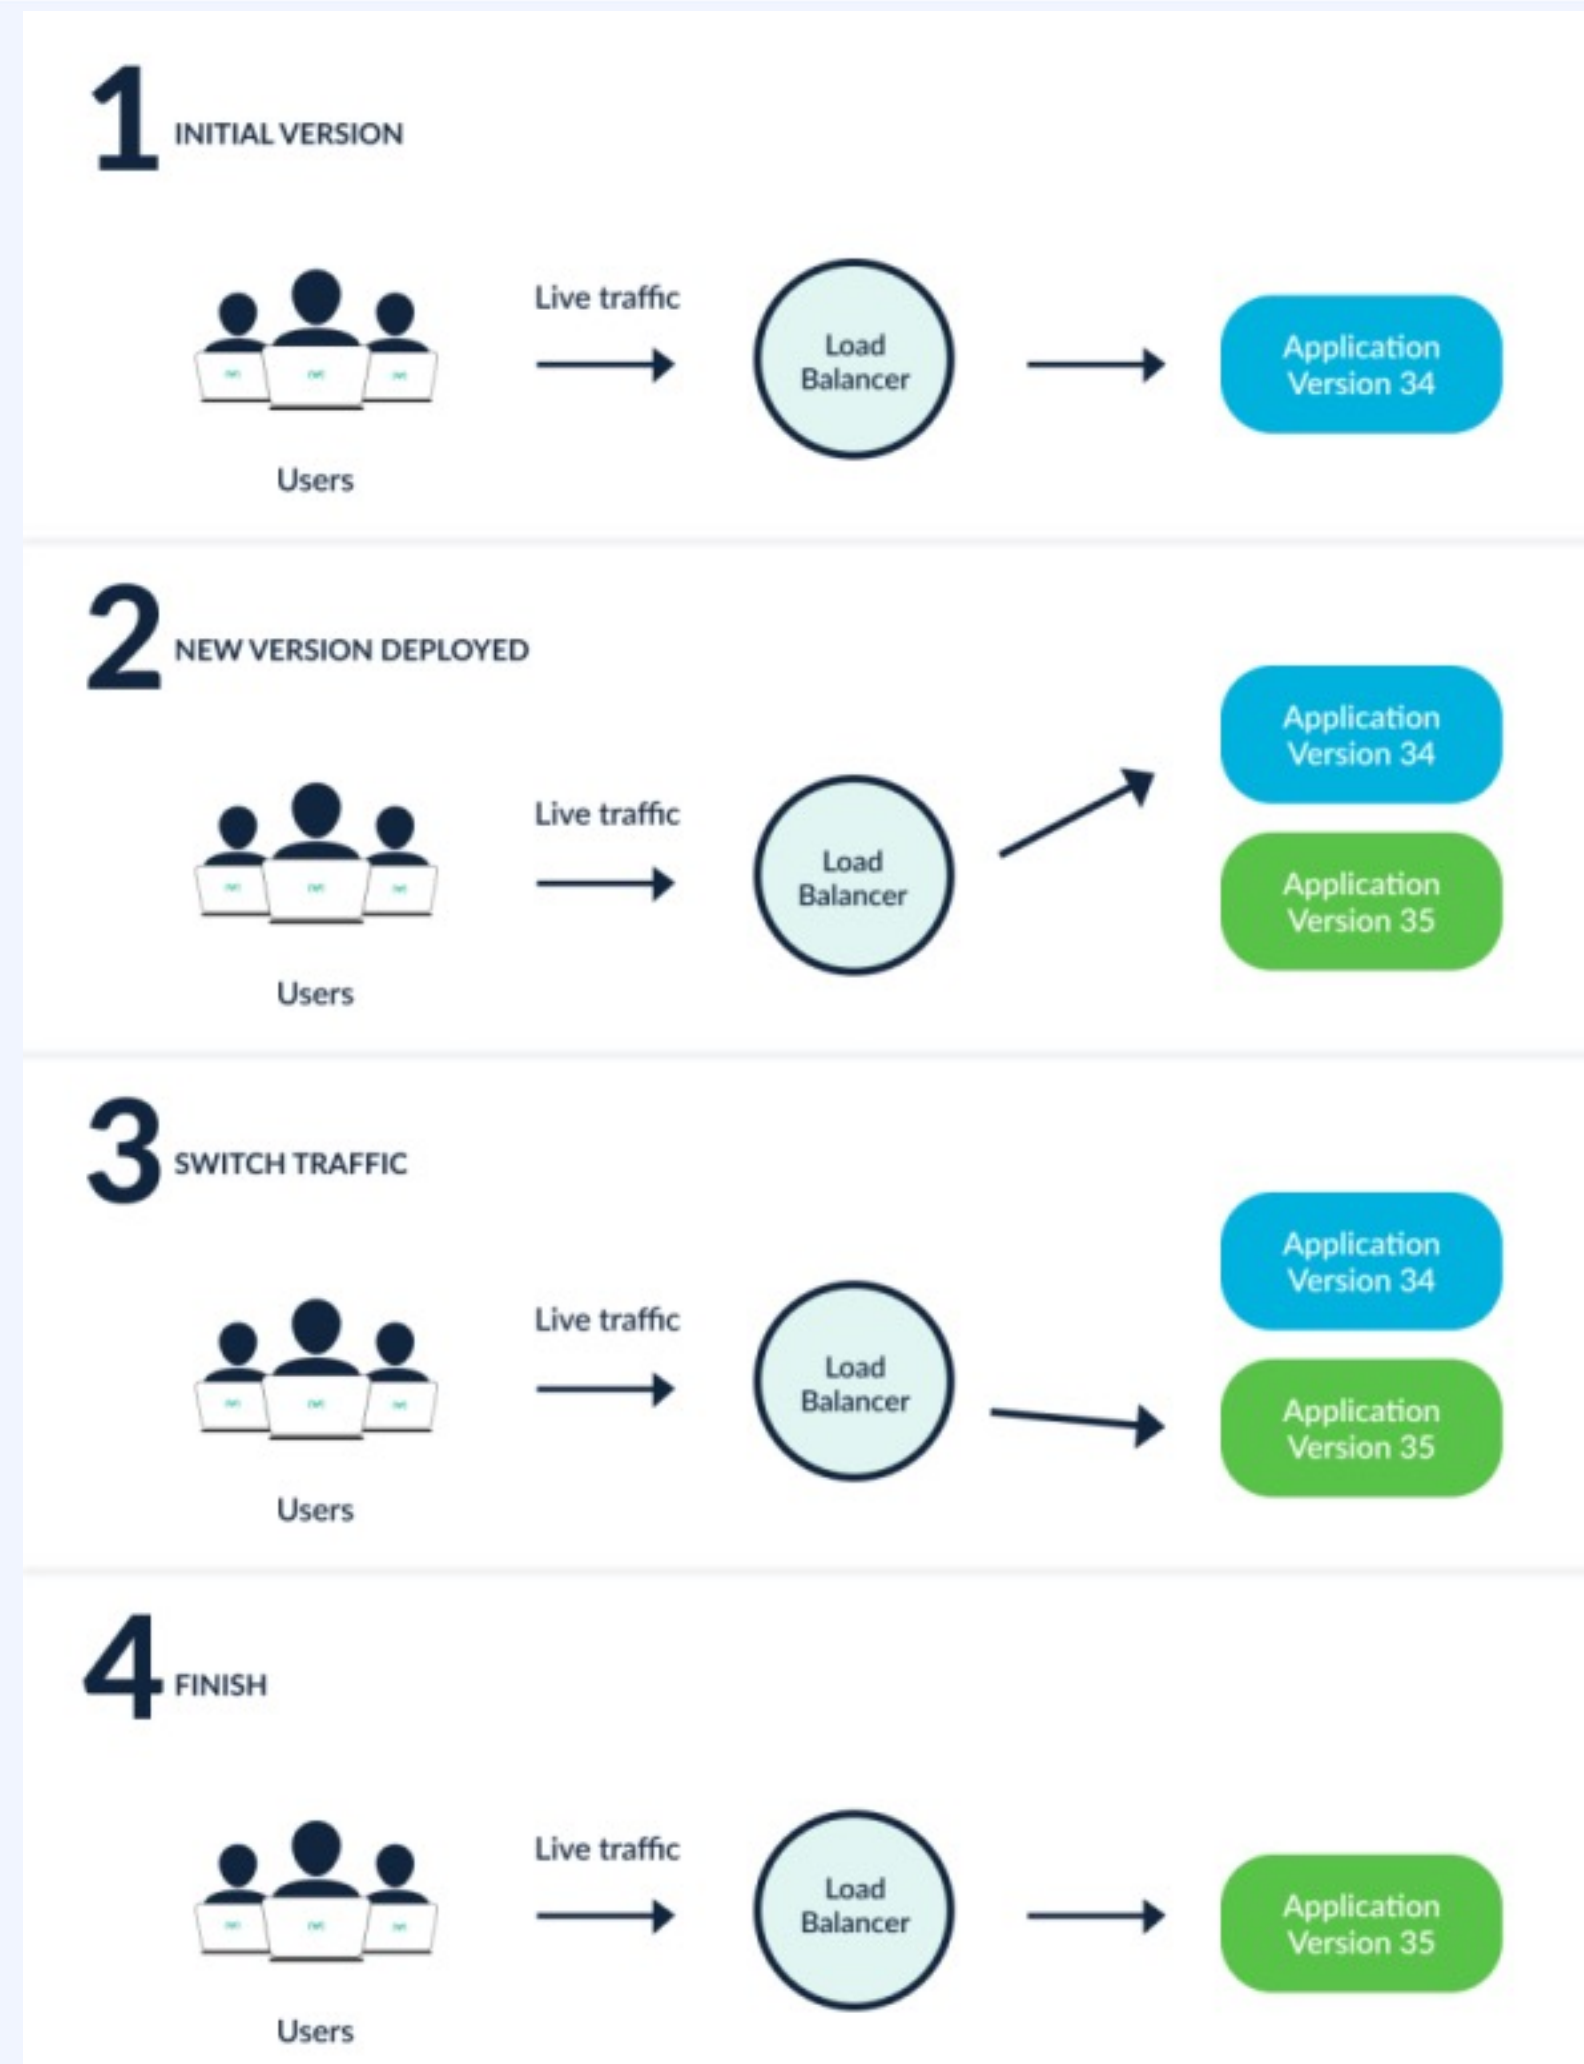 1 INITIAL VERSION
Live traffic
Load
Balancer
Application
Version 34
Users
2 NEW VERSION DEPLOYED
Application
Version 34
Live traffic
Load
Balancer
Application
Version 35
Users
3 SWITCH TRAFFIC
Application
Version 34
Live traffic
Load
Balancer
Application
Version 35
Users
4 FINISH
Live traffic
Load
Balancer
Application
Version 35
Users